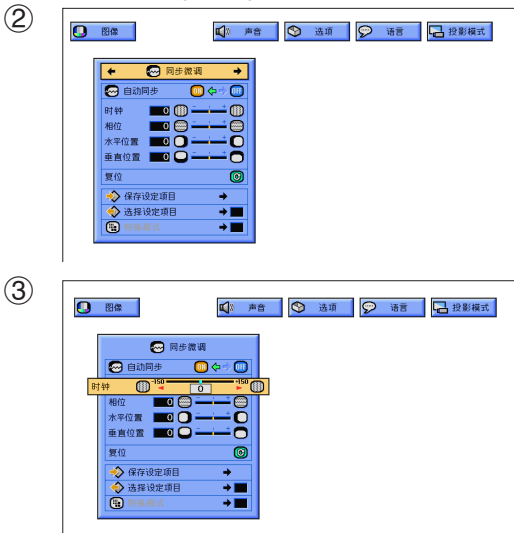 ②
图像 声音 选项 语言 投影模式
同步微调
自动同步 ON OFF
时钟 0 - +
相位 0 - +
水平位置 0 - +
垂直位置 0 - +
复位
保存设定项目
选择设定项目
③
图像 声音 选项 语言 投影模式
同步微调
自动同步 ON OFF
时钟 -150 0 +150
相位 0 - +
水平位置 0 - +
垂直位置 0 - +
复位
保存设定项目
选择设定项目